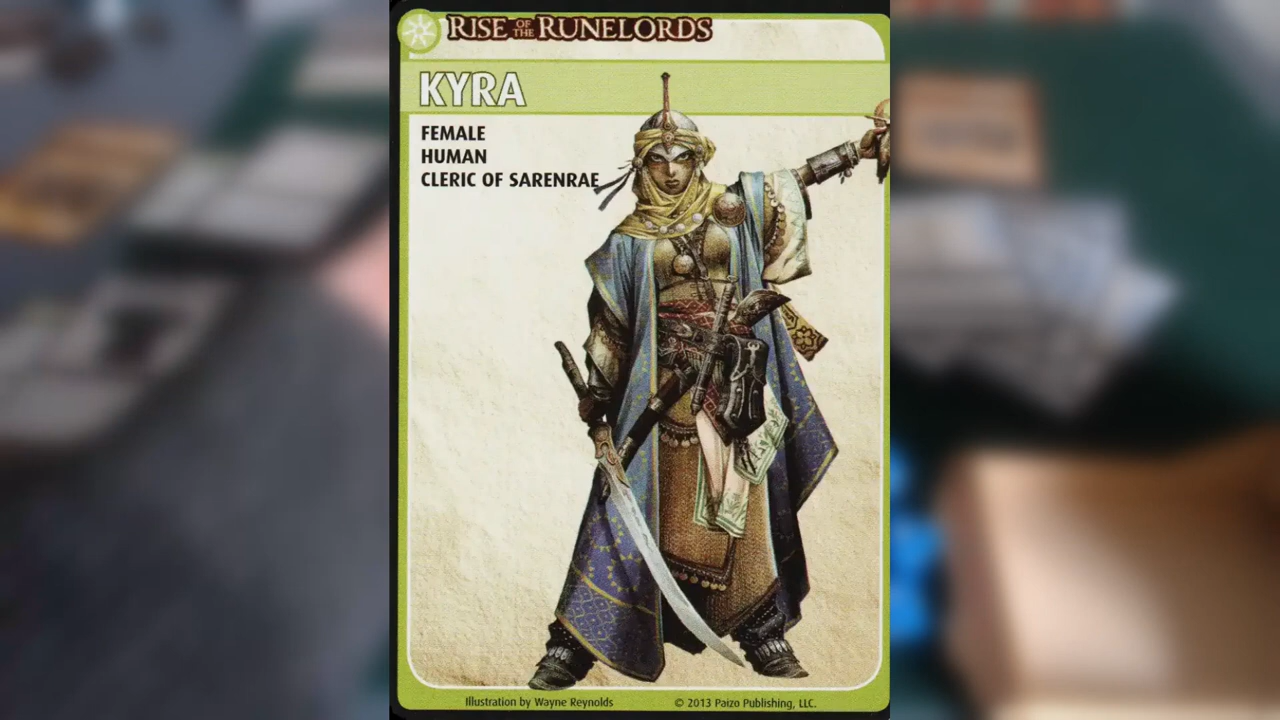 RISE OF THE RUNELORDS
KYRA
FEMALE
HUMAN
CLERIC OF SARENRAE
Illustration by Wayne Reynolds
© 2013 Paizo Publishing, LLC.